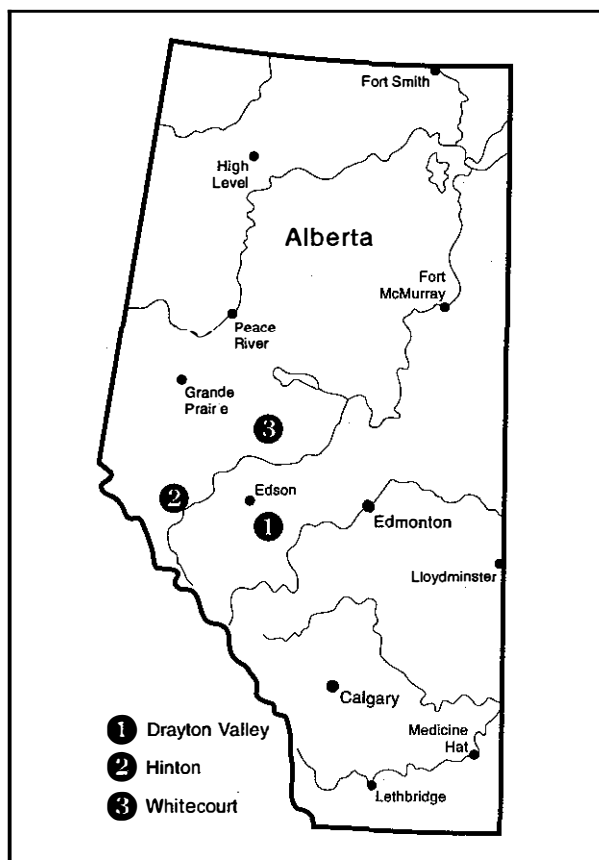 Fort Smith
High
Level
Alberta
Fort
McMurray
Peace
River
Grande
Prairie
3
2
Edson
1
Edmonton
Lloydminster
Calgary
1 Drayton Valley
Medicine
Hat
2 Hinton
3 Whitecourt
Lethbridge